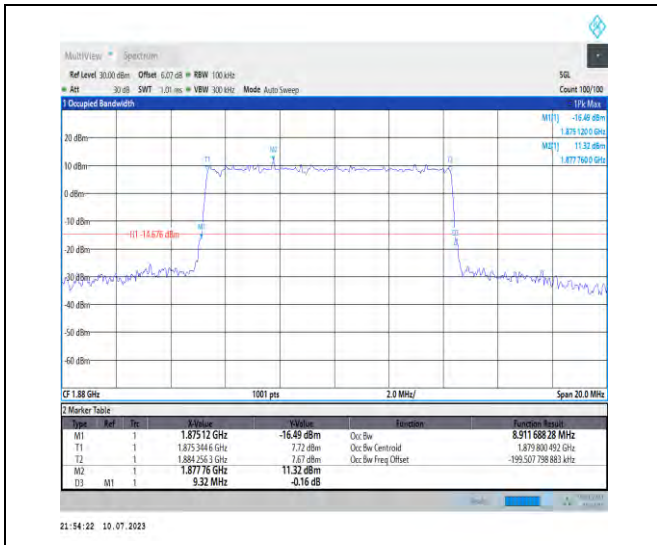 MultiView Spectrum
Ref Level 30.00 dBm Offset 6.07 dB RBW 100 kHz SGL
Att 30 dB SWT 1.01 ms VBW 300 kHz Mode Auto Sweep Count 100/100
1 Occupied Bandwidth 1Pk Max
M1[1] -16.49 dBm
1.875 120 0 GHz
20 dBm M2[1] 11.32 dBm
1.877 760 0 GHz
T1 M2 T2
10 dBm
0 dBm
-10 dBm
M1
H1 -14.676 dBm D3
-20 dBm
-30 dBm
-40 dBm
-50 dBm
-60 dBm
CF 1.88 GHz 1001 pts 2.0 MHz/ Span 20.0 MHz
2 Marker Table
Type Ref Trc X-Value Y-Value Function Function Result
M1 1 1.875 12 GHz -16.49 dBm Occ Bw 8.911 688 28 MHz
T1 1 1.875 344 6 GHz 7.72 dBm Occ Bw Centroid 1.879 800 492 GHz
T2 1 1.884 256 3 GHz 7.67 dBm Occ Bw Freq Offset -199.507 798 883 kHz
M2 1 1.877 76 GHz 11.32 dBm
D3 M1 1 9.32 MHz -0.16 dB
21:54:22 10.07.2023